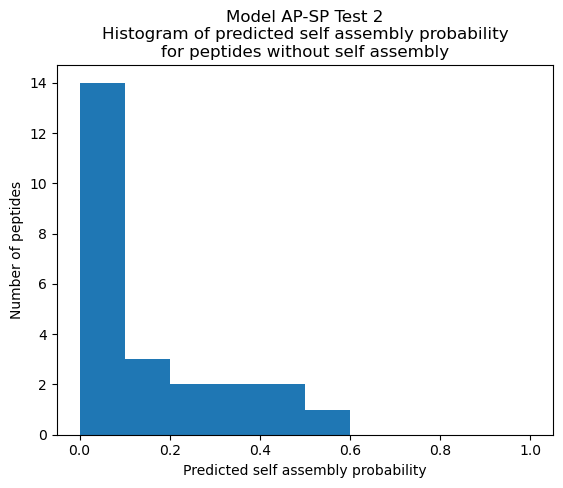 Model AP-SP Test 2
Histogram of predicted self assembly probability
for peptides without self assembly
14
12
10
8
6
4
2
0
Number of peptides
0.0 0.2 0.4 0.6 0.8 1.0
Predicted self assembly probability